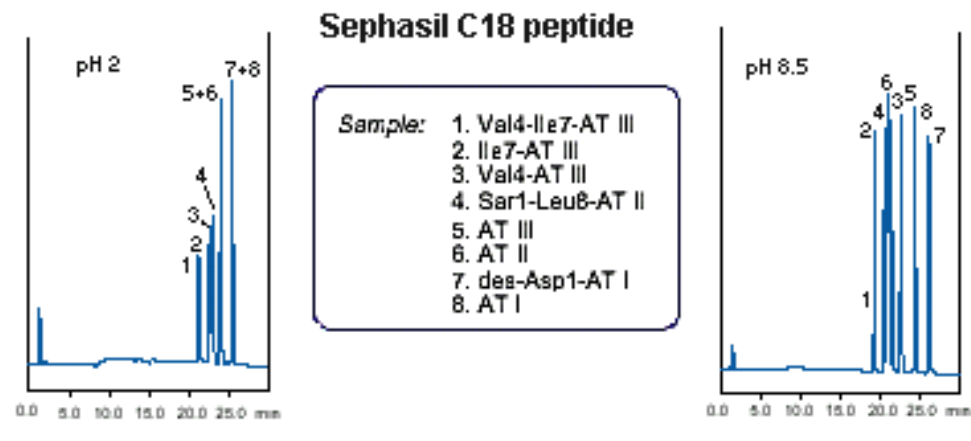 Sephasil C18 peptide
pH 2
7+8
5+6
4
3
2
1
0.0 5.0 10.0 15.0 20.0 25.0 min
Sample: 1. Val4-Ile7-AT III
2. Ile7-AT III
3. Val4-AT III
4. Sar1-Leu8-AT II
5. AT III
6. AT II
7. des-Asp1-AT I
8. AT I
pH 8.5
6
4 3 5
2 8
7
1
0.0 5.0 10.0 15.0 20.0 25.0 min